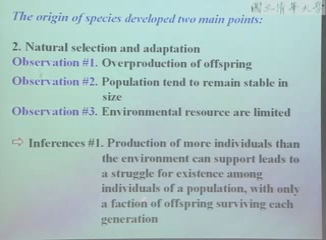 The origin of species developed two main points:
2. Natural selection and adaptation
Observation #1. Overproduction of offspring
Observation #2. Population tend to remain stable in
size
Observation #3. Environmental resource are limited
⇨ Inferences #1. Production of more individuals than
the environment can support leads to
a struggle for existence among
individuals of a population, with only
a faction of offspring surviving each
generation